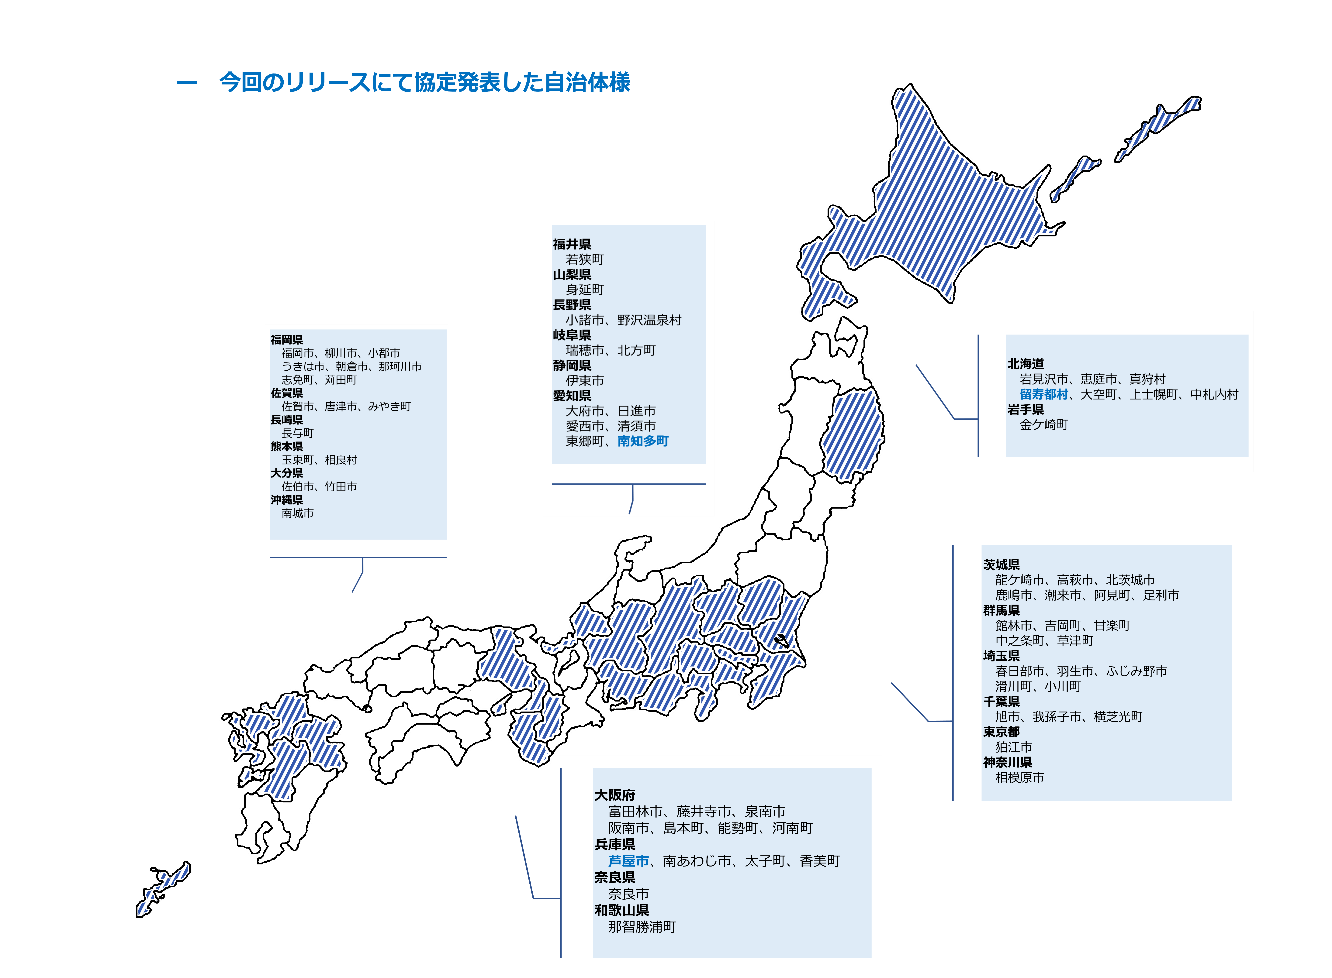 ー 今回のリリースにて協定発表した自治体様
福井県
若狭町
山梨県
身延町
長野県
小諸市、野沢温泉村
岐阜県
瑞穂市、北方町
静岡県
伊東市
愛知県
大府市、日進市
愛西市、清須市
東郷町、南知多町
福岡県
福岡市、柳川市、小郡市
うきは市、朝倉市、那珂川市
志免町、苅田町
佐賀県
佐賀市、唐津市、みやき町
長崎県
長与町
熊本県
玉東町、相良村
大分県
佐伯市、竹田市
沖縄県
南城市
北海道
岩見沢市、恵庭市、真狩村
留寿都村、大空町、上士幌町、中札内村
岩手県
金ケ崎町
茨城県
龍ケ崎市、高萩市、北茨城市
鹿嶋市、潮来市、阿見町、足利市
群馬県
館林市、吉岡町、甘楽町
中之条町、草津町
埼玉県
春日部市、羽生市、ふじみ野市
滑川町、小川町
千葉県
旭市、我孫子市、横芝光町
東京都
狛江市
神奈川県
相模原市
大阪府
富田林市、藤井寺市、泉南市
阪南市、島本町、能勢町、河南町
兵庫県
芦屋市、南あわじ市、太子町、香美町
奈良県
奈良市
和歌山県
那智勝浦町